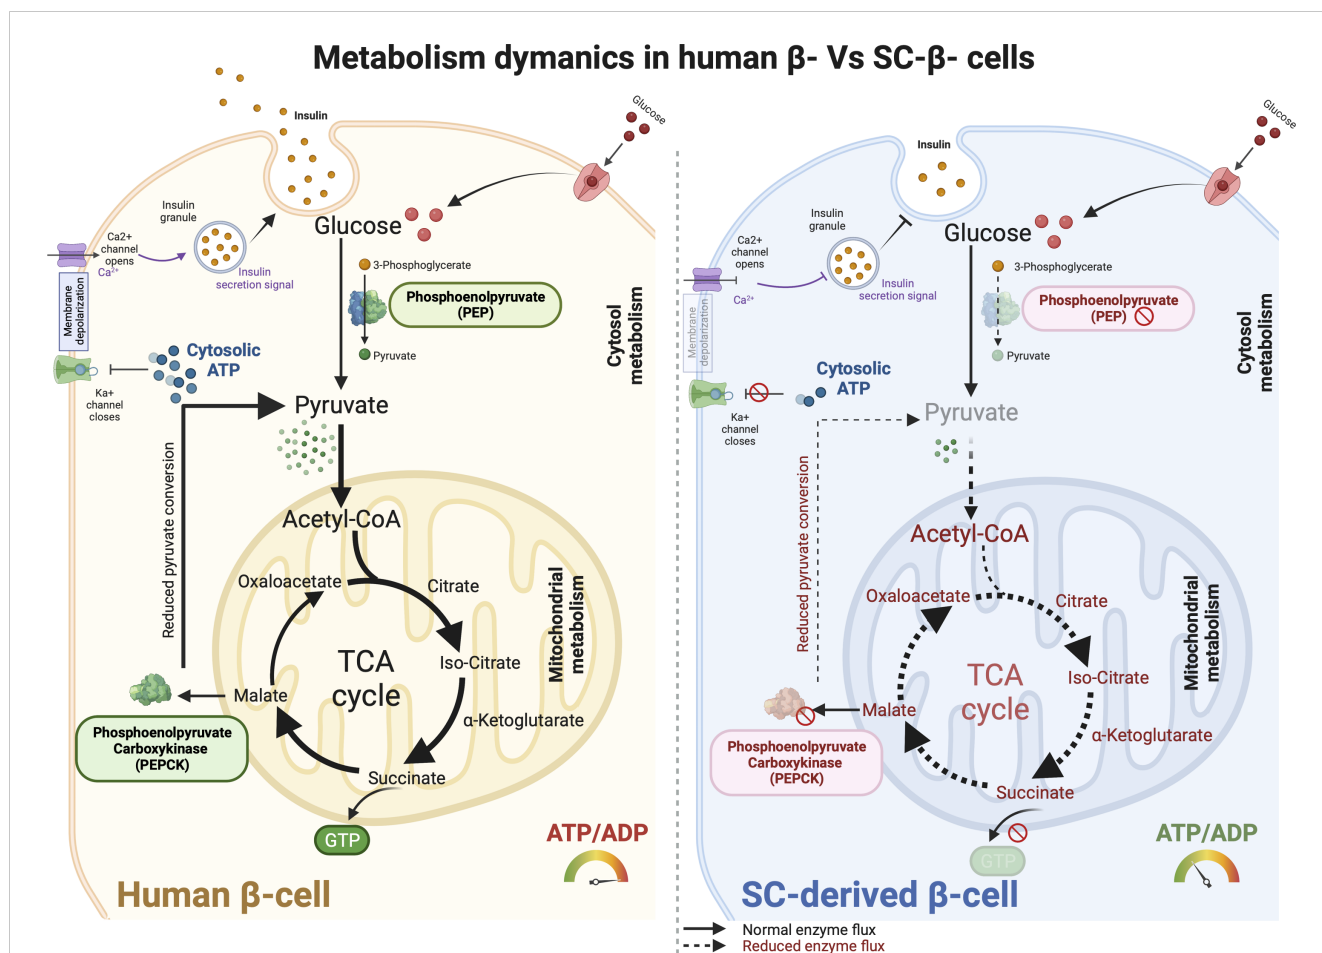 Metabolism dymanics in human β- Vs SC-β- cells
Insulin
Glucose
Insulin
granule
Ca2+
channel
opens
Ca²⁺
Insulin
secretion signal
Glucose
3-Phosphoglycerate
Phosphoenolpyruvate
(PEP)
Pyruvate
Membrane
depolarization
Cytosolic
ATP
Ka+
channel
closes
Cytosol
metabolism
Pyruvate
Reduced pyruvate conversion
Acetyl-CoA
Oxaloacetate
Citrate
Iso-Citrate
TCA
cycle
Malate
α-Ketoglutarate
Succinate
Mitochondrial
metabolism
Phosphoenolpyruvate
Carboxykinase
(PEPCK)
GTP
ATP/ADP
Human β-cell
Insulin
Glucose
Insulin
granule
Ca2+
channel
opens
Ca²⁺
Insulin
secretion signal
Glucose
3-Phosphoglycerate
Phosphoenolpyruvate
(PEP)
Pyruvate
Membrane
depolarization
Cytosolic
ATP
Ka+
channel
closes
Cytosol
metabolism
Pyruvate
Reduced pyruvate conversion
Acetyl-CoA
Oxaloacetate
Citrate
Iso-Citrate
TCA
cycle
Malate
α-Ketoglutarate
Succinate
Mitochondrial
metabolism
Phosphoenolpyruvate
Carboxykinase
(PEPCK)
GTP
ATP/ADP
SC-derived β-cell
Normal enzyme flux
Reduced enzyme flux